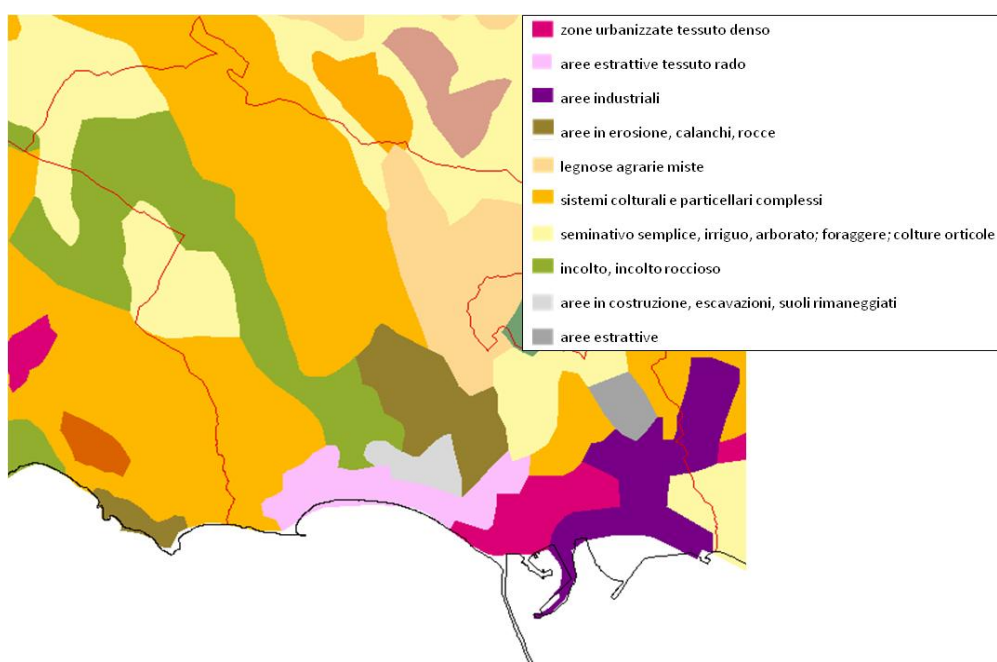 zone urbanizzate tessuto denso
aree estrattive tessuto rado
aree industriali
aree in erosione, calanchi, rocce
legnose agrarie miste
sistemi colturali e particellari complessi
seminativo semplice, irriguo, arborato; foraggere; colture orticole
incolto, incolto roccioso
aree in costruzione, escavazioni, suoli rimaneggiati
aree estrattive